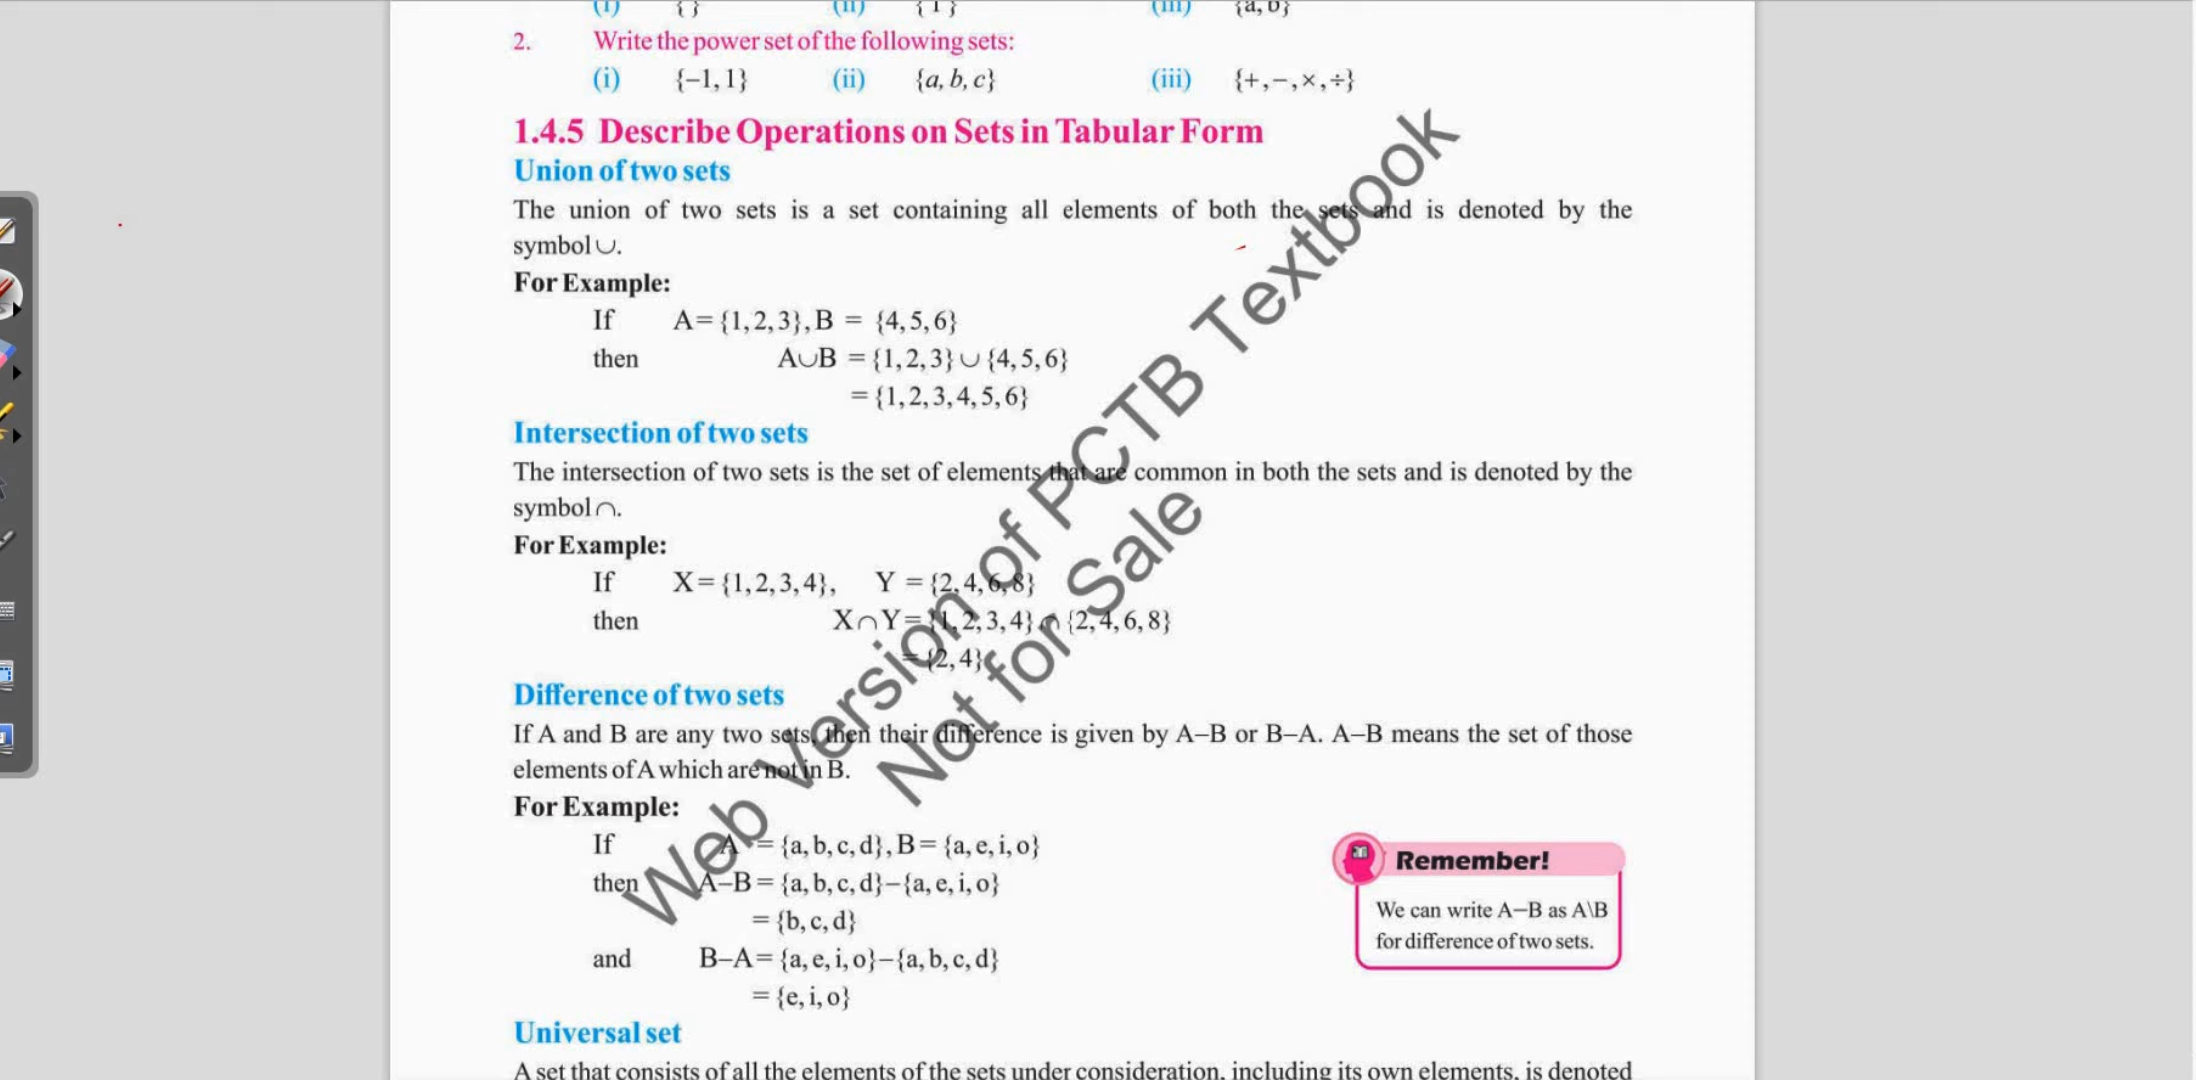 (i) { } (ii) {1} (iii) {a, b}
2. Write the power set of the following sets:
(i) {−1, 1} (ii) {a, b, c} (iii) {+, −, ×, ÷}
1.4.5 Describe Operations on Sets in Tabular Form
Union of two sets
The union of two sets is a set containing all elements of both the sets and is denoted by the
symbol ∪.
For Example:
If A= {1, 2, 3}, B = {4, 5, 6}
then A∪B = {1, 2, 3} ∪ {4, 5, 6}
= {1, 2, 3, 4, 5, 6}
Intersection of two sets
The intersection of two sets is the set of elements that are common in both the sets and is denoted by the
symbol ∩.
For Example:
If X= {1, 2, 3, 4}, Y = {2, 4, 6, 8}
then X∩Y= {1, 2, 3, 4} ∩ {2, 4, 6, 8}
= {2, 4}
Difference of two sets
If A and B are any two sets, then their difference is given by A–B or B–A. A–B means the set of those
elements of A which are not in B.
For Example:
If A = {a, b, c, d}, B= {a, e, i, o}
then A–B= {a, b, c, d}−{a, e, i, o}
= {b, c, d}
and B–A= {a, e, i, o}−{a, b, c, d}
= {e, i, o}
Remember!
We can write A−B as A\B
for difference of two sets.
Universal set
A set that consists of all the elements of the sets under consideration, including its own elements, is denoted
Web Version of PCTB Textbook
Not for Sale